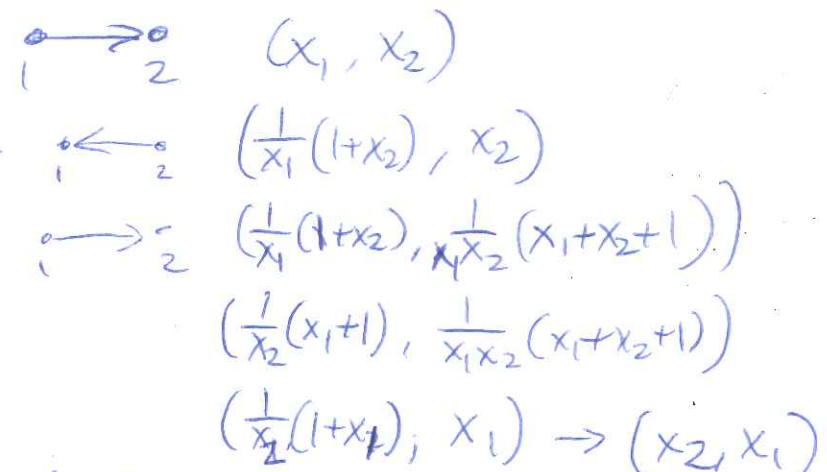 1 → 2 (x₁, x₂)
1 ← 2 (1/x₁ (1+x₂), x₂)
1 → 2 (1/x₁ (1+x₂), 1/x₁x₂ (x₁+x₂+1))
(1/x₂ (x₁+1), 1/x₁x₂ (x₁+x₂+1))
(1/x₂ (1+x₁), x₁) → (x₂, x₁)